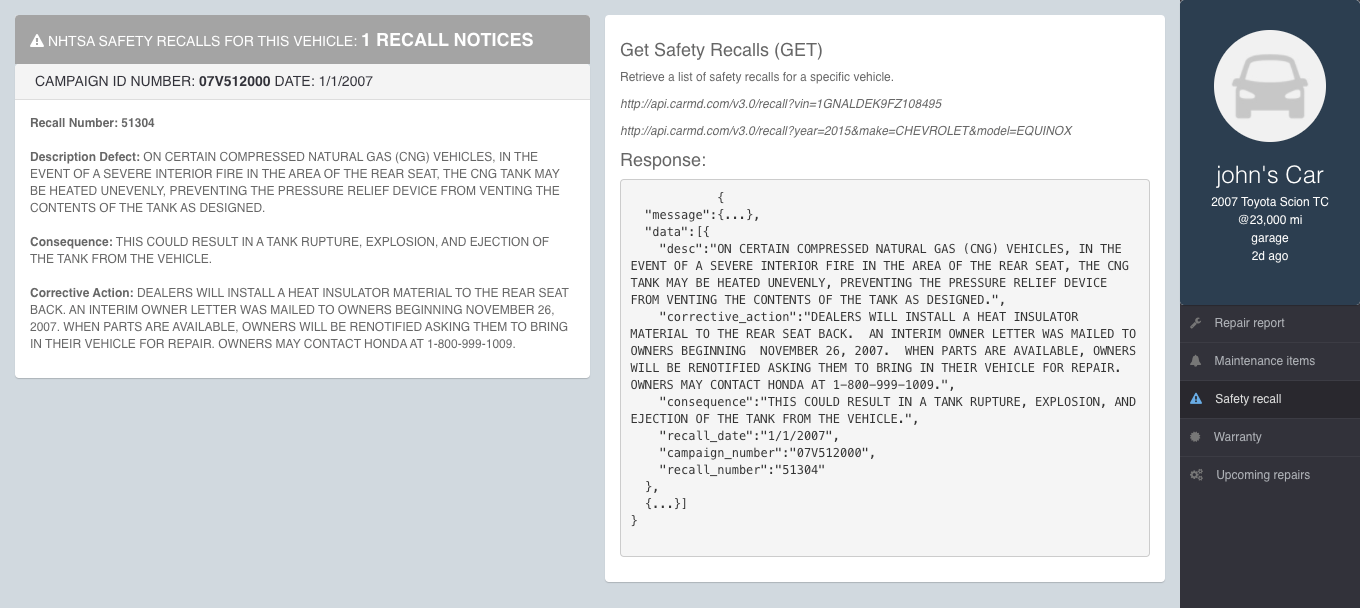 NHTSA SAFETY RECALLS FOR THIS VEHICLE: 1 RECALL NOTICES
CAMPAIGN ID NUMBER: 07V512000 DATE: 1/1/2007
Recall Number: 51304
Description Defect: ON CERTAIN COMPRESSED NATURAL GAS (CNG) VEHICLES, IN THE
EVENT OF A SEVERE INTERIOR FIRE IN THE AREA OF THE REAR SEAT, THE CNG TANK MAY
BE HEATED UNEVENLY, PREVENTING THE PRESSURE RELIEF DEVICE FROM VENTING THE
CONTENTS OF THE TANK AS DESIGNED.
Consequence: THIS COULD RESULT IN A TANK RUPTURE, EXPLOSION, AND EJECTION OF
THE TANK FROM THE VEHICLE.
Corrective Action: DEALERS WILL INSTALL A HEAT INSULATOR MATERIAL TO THE REAR SEAT
BACK. AN INTERIM OWNER LETTER WAS MAILED TO OWNERS BEGINNING NOVEMBER 26,
2007. WHEN PARTS ARE AVAILABLE, OWNERS WILL BE RENOTIFIED ASKING THEM TO BRING
IN THEIR VEHICLE FOR REPAIR. OWNERS MAY CONTACT HONDA AT 1-800-999-1009.
Get Safety Recalls (GET)
Retrieve a list of safety recalls for a specific vehicle.
http://api.carmd.com/v3.0/recall?vin=1GNALDEK9FZ108495
http://api.carmd.com/v3.0/recall?year=2015&make=CHEVROLET&model=EQUINOX
Response:
{
"message":{...},
"data":[{
"desc":"ON CERTAIN COMPRESSED NATURAL GAS (CNG) VEHICLES, IN THE
EVENT OF A SEVERE INTERIOR FIRE IN THE AREA OF THE REAR SEAT, THE CNG
TANK MAY BE HEATED UNEVENLY, PREVENTING THE PRESSURE RELIEF DEVICE
FROM VENTING THE CONTENTS OF THE TANK AS DESIGNED.",
"corrective_action":"DEALERS WILL INSTALL A HEAT INSULATOR
MATERIAL TO THE REAR SEAT BACK.  AN INTERIM OWNER LETTER WAS MAILED TO
OWNERS BEGINNING  NOVEMBER 26, 2007.  WHEN PARTS ARE AVAILABLE, OWNERS
WILL BE RENOTIFIED ASKING THEM TO BRING IN THEIR VEHICLE FOR REPAIR.
OWNERS MAY CONTACT HONDA AT 1-800-999-1009.",
"consequence":"THIS COULD RESULT IN A TANK RUPTURE, EXPLOSION, AND
EJECTION OF THE TANK FROM THE VEHICLE.",
"recall_date":"1/1/2007",
"campaign_number":"07V512000",
"recall_number":"51304"
},
{...}]
}
john's Car
2007 Toyota Scion TC
@23,000 mi
garage
2d ago
Repair report
Maintenance items
Safety recall
Warranty
Upcoming repairs